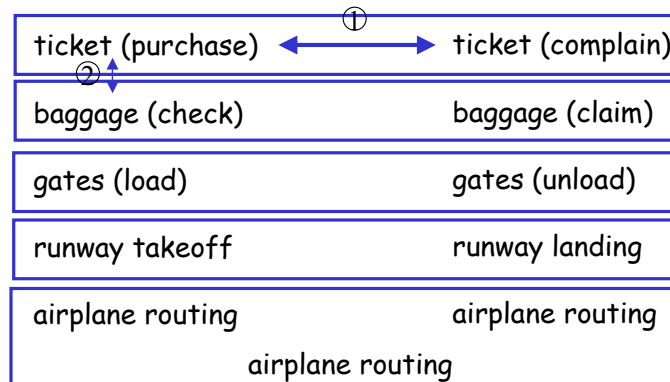 ①
ticket (purchase) ticket (complain)
②
baggage (check) baggage (claim)
gates (load) gates (unload)
runway takeoff runway landing
airplane routing airplane routing
airplane routing